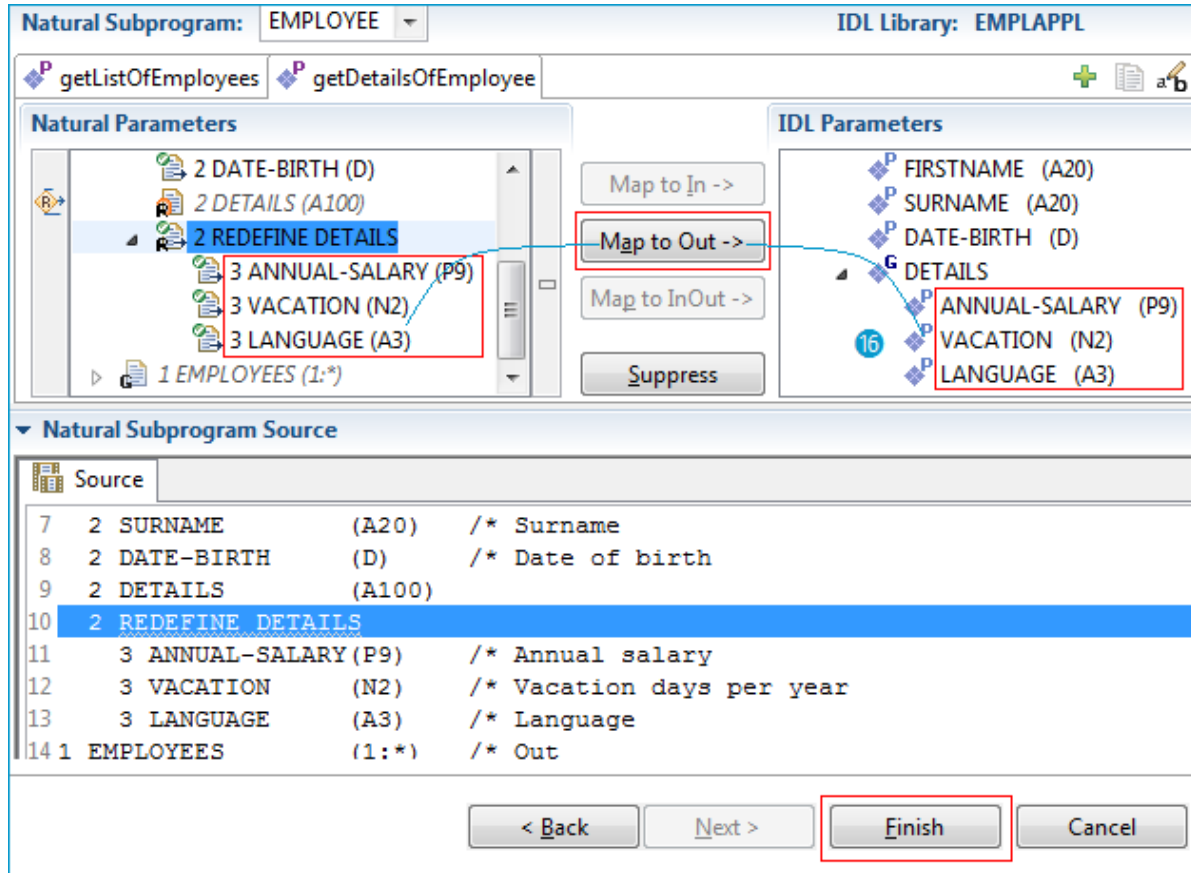 Natural Subprogram: EMPLOYEE IDL Library: EMPLAPPL
P getListOfEmployees P getDetailsOfEmployee
Natural Parameters
2 DATE-BIRTH (D)
2 DETAILS (A100)
2 REDEFINE DETAILS
3 ANNUAL-SALARY (P9)
3 VACATION (N2)
3 LANGUAGE (A3)
1 EMPLOYEES (1:*)
Map to In ->
Map to Out ->
Map to InOut ->
Suppress
IDL Parameters
P FIRSTNAME (A20)
P SURNAME (A20)
P DATE-BIRTH (D)
G DETAILS
P ANNUAL-SALARY (P9)
16 P VACATION (N2)
P LANGUAGE (A3)
Natural Subprogram Source
Source
7 2 SURNAME (A20) /* Surname
8 2 DATE-BIRTH (D) /* Date of birth
9 2 DETAILS (A100)
10 2 REDEFINE DETAILS
11 3 ANNUAL-SALARY(P9) /* Annual salary
12 3 VACATION (N2) /* Vacation days per year
13 3 LANGUAGE (A3) /* Language
14 1 EMPLOYEES (1:*) /* Out
< Back Next > Finish Cancel